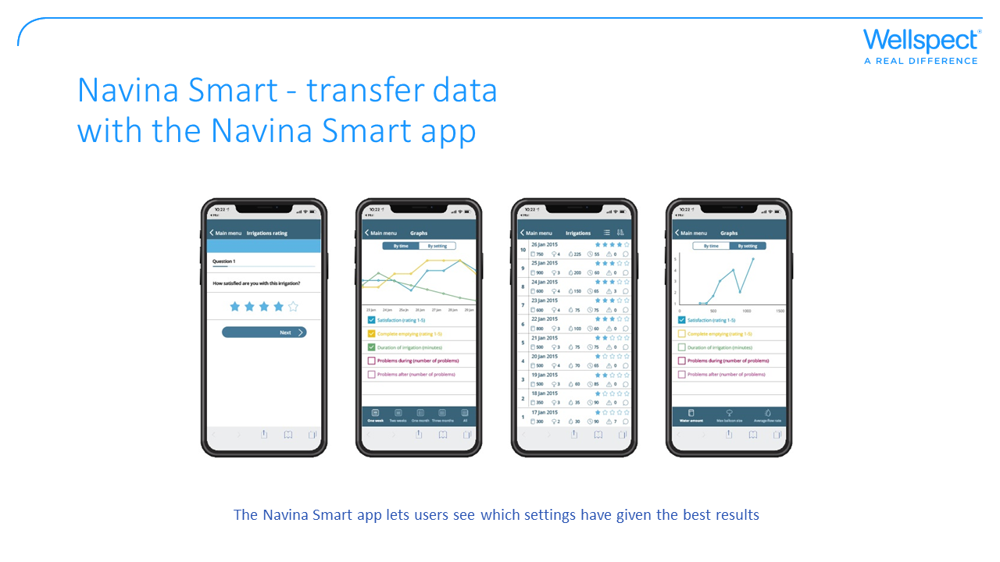 Wellspect®
A REAL DIFFERENCE
Navina Smart - transfer data
with the Navina Smart app
10:22
Main menu Irrigations rating
Question 1
How satisfied are you with this irrigation?
Next
10:22
Main menu Graphs
By time By setting
23 Jan 24 Jan 25a Jn 26 Jan 27 Jan 28 Jan 29 Jan
Satisfaction (rating 1-5)
Complete emptying (rating 1-5)
Duration of irrigation (minutes)
Problems during (number of problems)
Problems after (number of problems)
One week Two weeks One month Three months All
10:22
Main menu Irrigations
10 26 Jan 2015
750 4 225 55 0
9 25 Jan 2015
900 3 200 60 0
8 24 Jan 2015
600 4 150 65 3
7 23 Jan 2015
600 4 75 75 0
6 22 Jan 2015
800 3 100 60 0
5 21 Jan 2015
500 3 75 75 0
4 20 Jan 2015
500 4 70 65 0
3 19 Jan 2015
500 3 60 85 0
2 18 Jan 2015
350 3 35 90 0
1 17 Jan 2015
300 2 30 90 7
10:22
Main menu Graphs
By time By setting
5
4
3
2
1
0 500 1000 1500
Satisfaction (rating 1-5)
Complete emptying (rating 1-5)
Duration of irrigation (minutes)
Problems during (number of problems)
Problems after (number of problems)
Water amount Max balloon size Average flow rate
The Navina Smart app lets users see which settings have given the best results